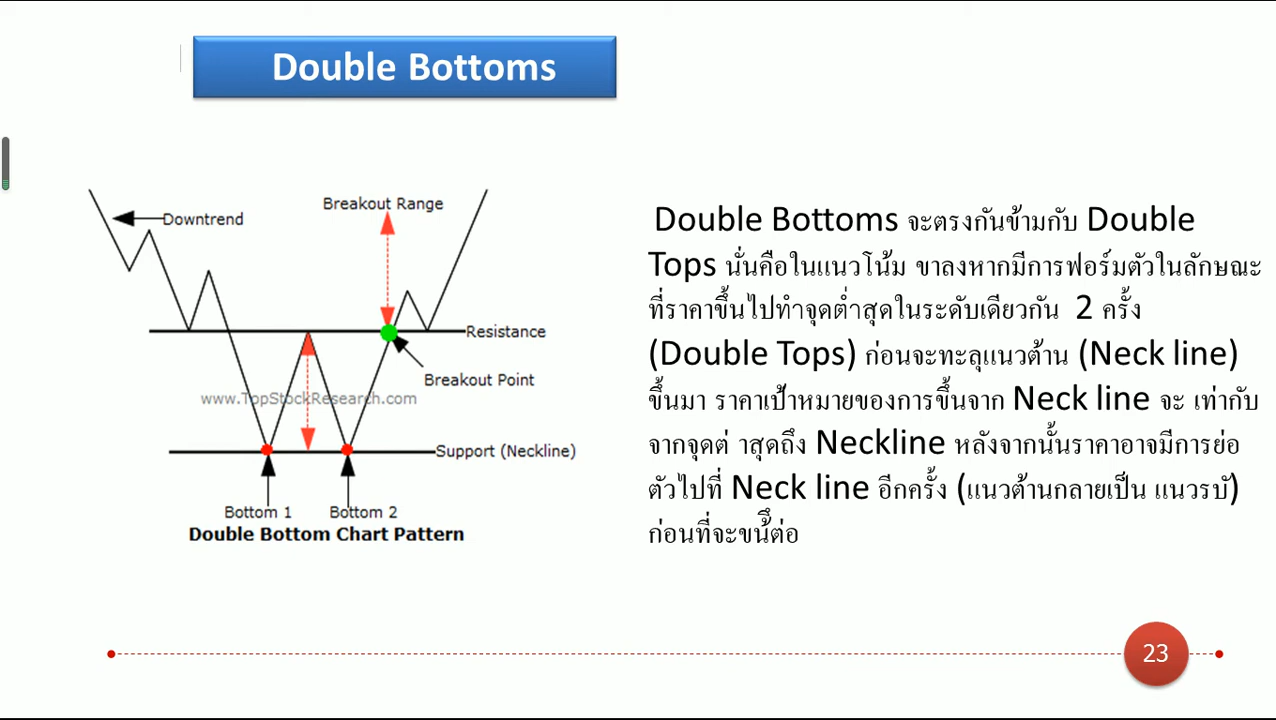 Double Bottoms
Breakout Range
Downtrend
Resistance
Breakout Point
www.TopStockResearch.com
Support (Neckline)
Bottom 1
Bottom 2
Double Bottom Chart Pattern
Double Bottoms จะตรงกันข้ามกับ Double
Tops นั่นคือในแนวโน้ม ขาลงหากมีการฟอร์มตัวในลักษณะ
ที่ราคาขึ้นไปทำจุดต่ำสุดในระดับเดียวกัน 2 ครั้ง
(Double Tops) ก่อนจะทะลุแนวต้าน (Neck line)
ขึ้นมา ราคาเป้าหมายของการขึ้นจาก Neck line จะ เท่ากับ
จากจุดต่ าสุดถึง Neckline หลังจากนั้นราคาอาจมีการย่อ
ตัวไปที่ Neck line อีกครั้ง (แนวต้านกลายเป็น แนวรบั)
ก่อนที่จะขนึ้ต่อ
23